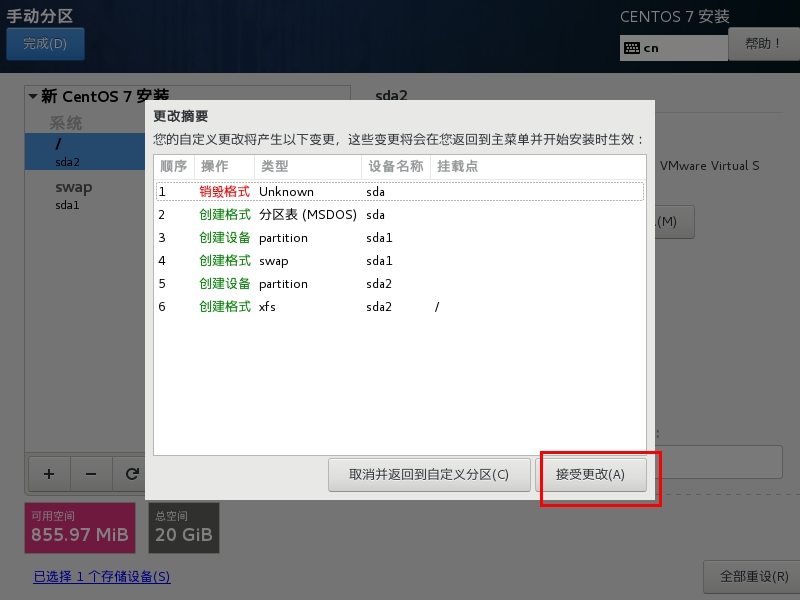 手动分区
CENTOS 7 安装
完成(D)
cn
帮助！
新 CentOS 7 安装
sda2
更改摘要
您的自定义更改将产生以下变更，这些变更将会在您返回到主菜单并开始安装时生效：
系统
/
sda2
swap
sda1
VMware Virtual S
(M)
顺序 操作 类型 设备名称 挂载点
1 销毁格式 Unknown sda
2 创建格式 分区表 (MSDOS) sda
3 创建设备 partition sda1
4 创建格式 swap sda1
5 创建设备 partition sda2
6 创建格式 xfs sda2 /
取消并返回到自定义分区(C)
接受更改(A)
可用空间
855.97 MiB
总空间
20 GiB
已选择 1 个存储设备(S)
全部重设(R)